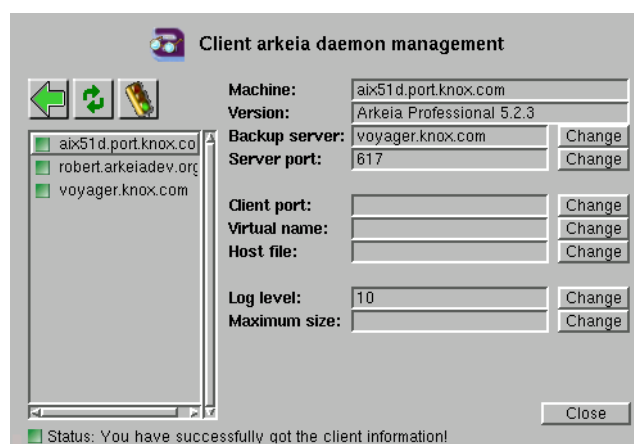 Client arkeia daemon management
Machine: aix51d.port.knox.com
Version: Arkeia Professional 5.2.3
Backup server: voyager.knox.com Change
Server port: 617 Change
aix51d.port.knox.co
robert.arkeiadev.org
voyager.knox.com
Client port: Change
Virtual name: Change
Host file: Change
Log level: 10 Change
Maximum size: Change
Close
Status: You have successfully got the client information!